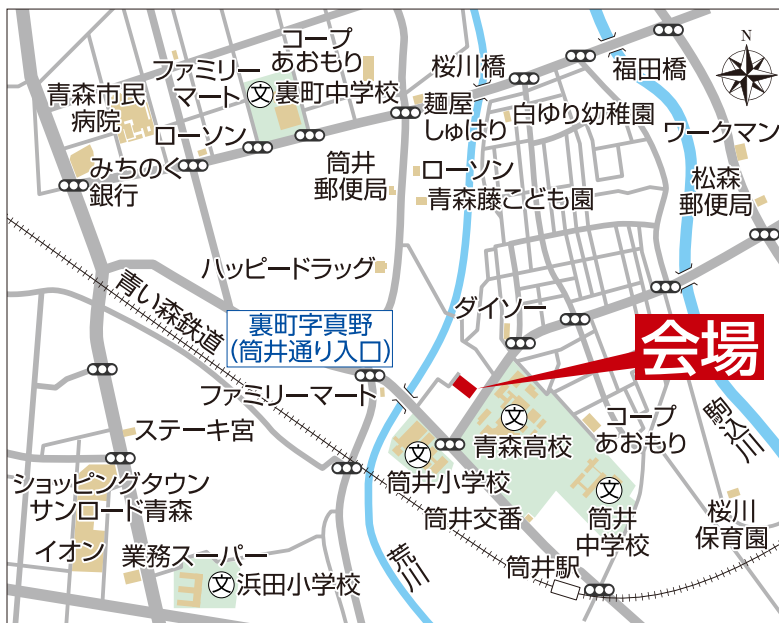 コープ
あおもり
N
ファミリー
マート
文
裏町中学校
桜川橋
福田橋
青森市民
病院
麺屋
しゅはり
白ゆり幼稚園
ワークマン
ローソン
みちのく
銀行
筒井
郵便局
ローソン
青森藤こども園
松森
郵便局
ハッピードラッグ
青い森鉄道
裏町字真野
(筒井通り入口)
ダイソー
会場
ファミリーマート
ステーキ宮
文
青森高校
コープ
あおもり
駒込川
ショッピングタウン
サンロード青森
文
筒井小学校
イオン
筒井交番
文
筒井
中学校
桜川
保育園
業務スーパー
文
浜田小学校
荒川
筒井駅